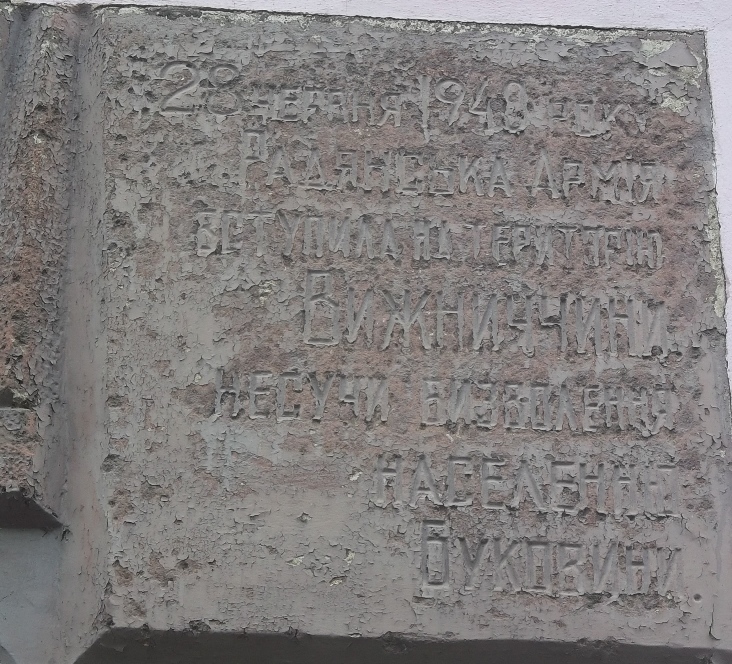 28 червня 1940 року
Радянська Армія
вступила на територію
Вижниччини,
несучи визволення
населенню
Буковини.